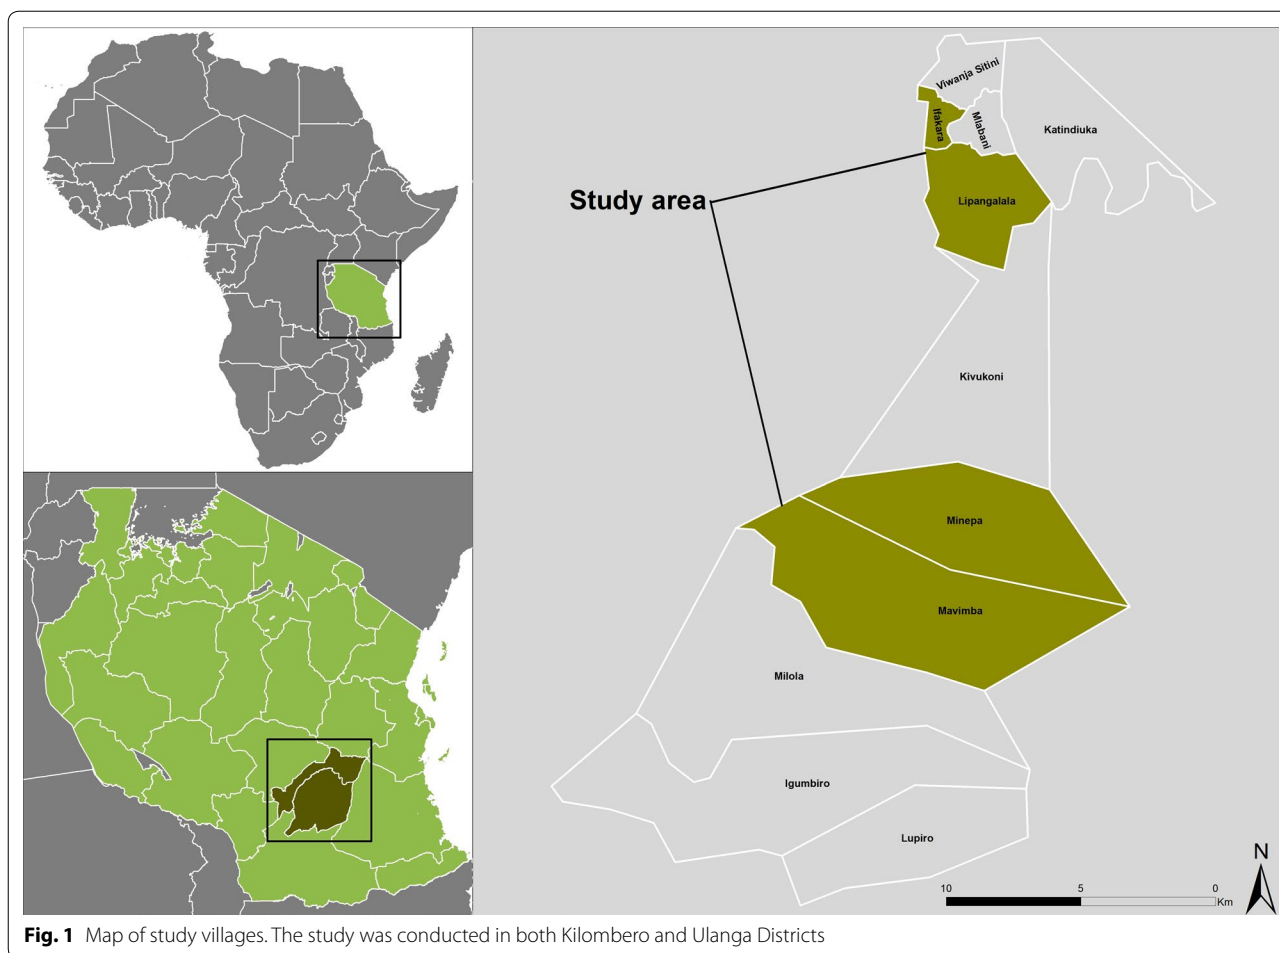 Viwanja Sitini
Ifakara
Mlabani
Katindiuka
Study area
Lipangalala
Kivukoni
Minepa
Mavimba
Milola
Igumbiro
Lupiro
N
10 5 0
Km
Fig. 1 Map of study villages. The study was conducted in both Kilombero and Ulanga Districts